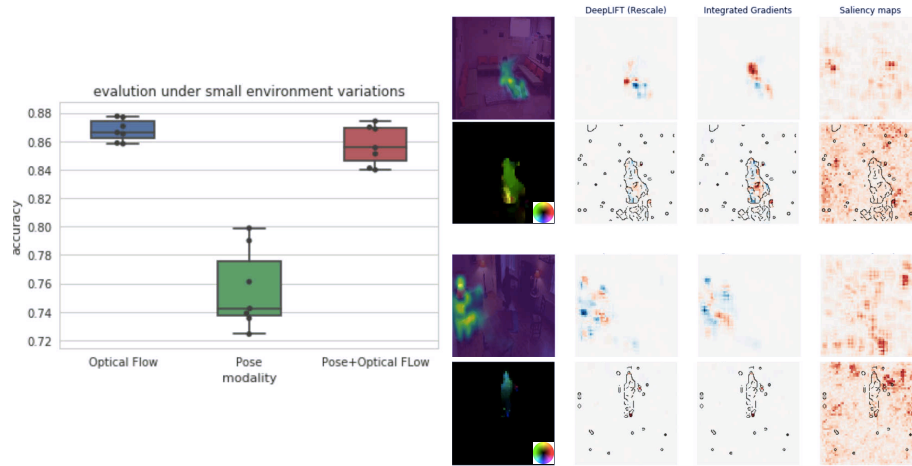 evalution under small environment variations
accuracy
0.88
0.86
0.84
0.82
0.80
0.78
0.76
0.74
0.72
Optical Flow
Pose
Pose+Optical FLow
modality
DeepLIFT (Rescale)
Integrated Gradients
Saliency maps